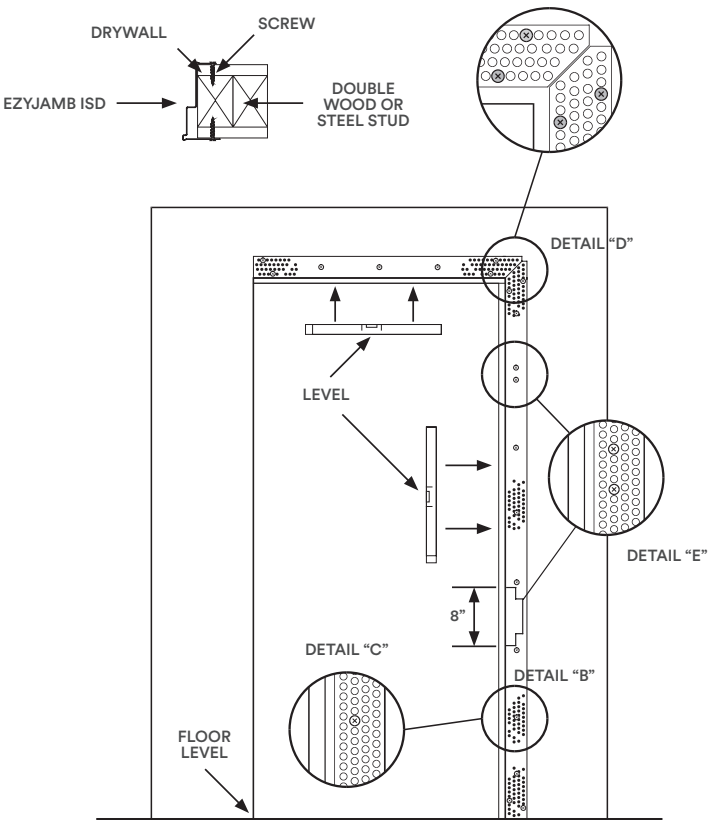 DRYWALL
SCREW
EZYJAMB ISD
DOUBLE
WOOD OR
STEEL STUD
DETAIL “D”
LEVEL
DETAIL “E”
8”
DETAIL “C”
DETAIL “B”
FLOOR
LEVEL